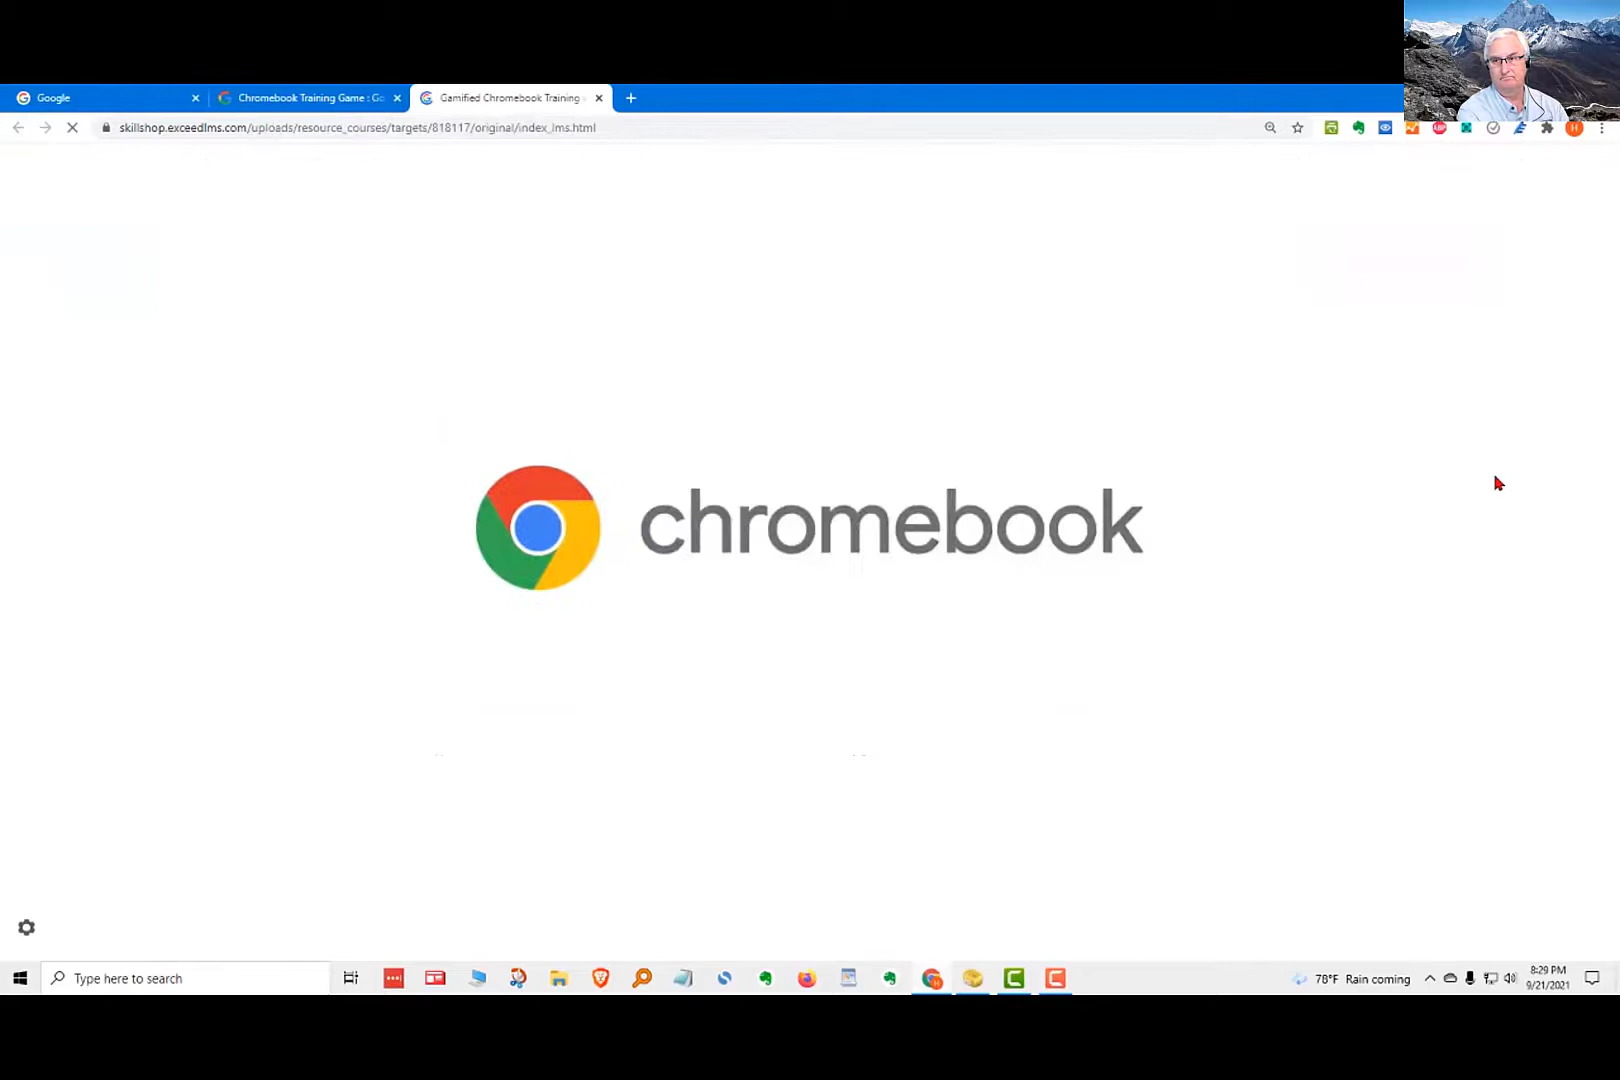 Google
Chromebook Training Game : Go
Gamified Chromebook Training
skillshop.exceedlms.com/uploads/resource_courses/targets/818117/original/index_lms.html
H
chromebook
Type here to search
78°F Rain coming
8:29 PM
9/21/2021